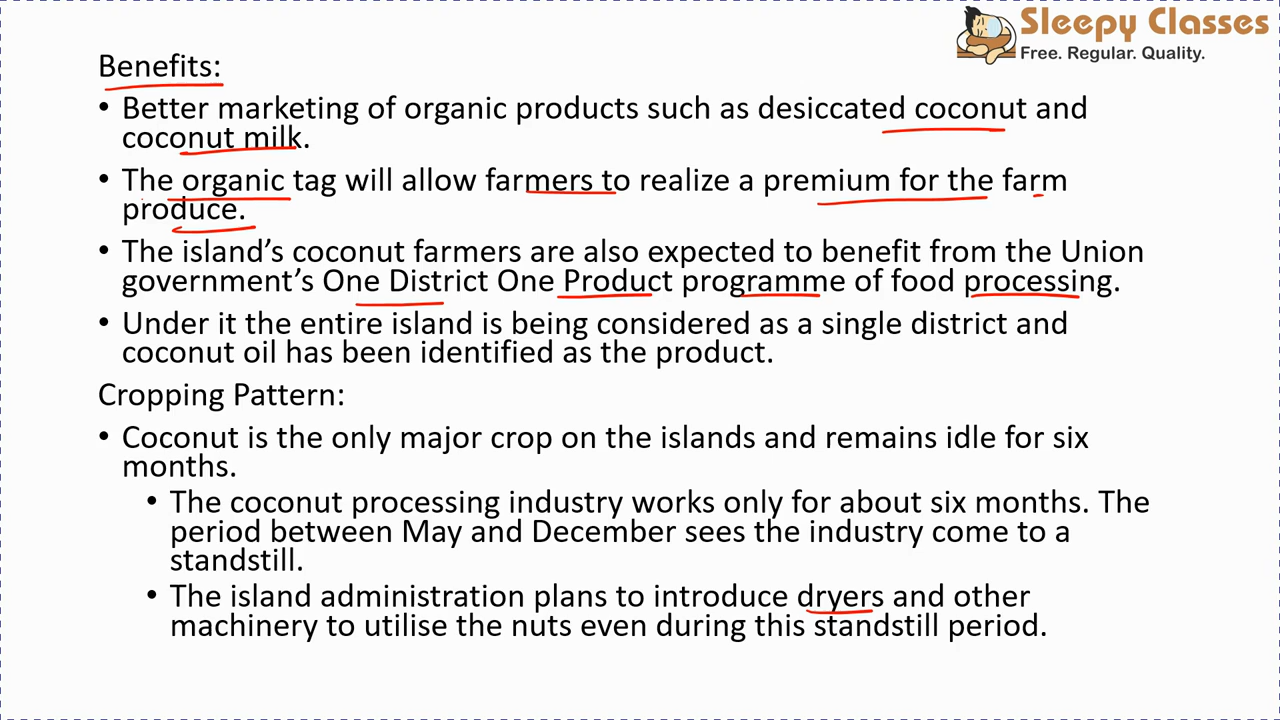 Sleepy Classes
Free. Regular. Quality.
Benefits:
• Better marketing of organic products such as desiccated coconut and
coconut milk.
• The organic tag will allow farmers to realize a premium for the farm
produce.
• The island’s coconut farmers are also expected to benefit from the Union
government’s One District One Product programme of food processing.
• Under it the entire island is being considered as a single district and
coconut oil has been identified as the product.
Cropping Pattern:
• Coconut is the only major crop on the islands and remains idle for six
months.
• The coconut processing industry works only for about six months. The
period between May and December sees the industry come to a
standstill.
• The island administration plans to introduce dryers and other
machinery to utilise the nuts even during this standstill period.